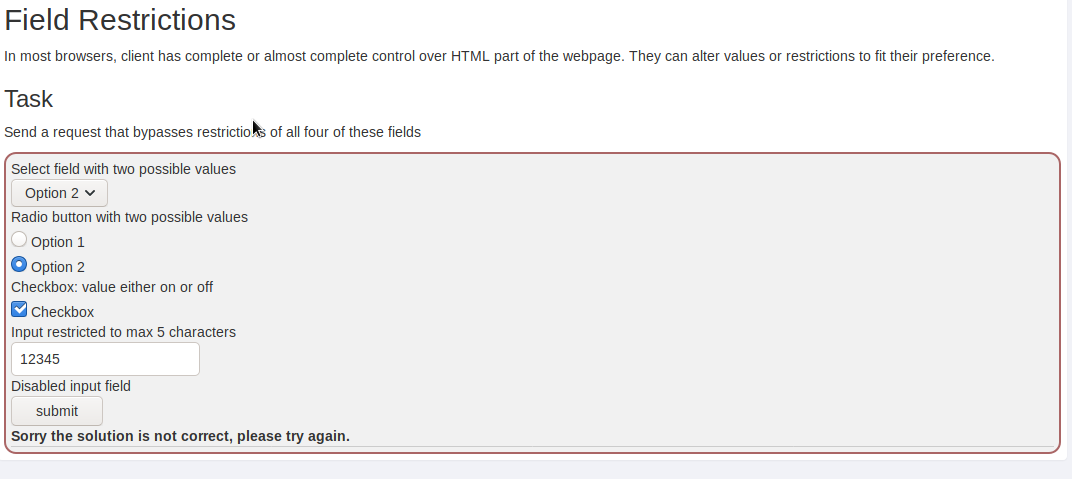 Field Restrictions
In most browsers, client has complete or almost complete control over HTML part of the webpage. They can alter values or restrictions to fit their preference.
Task
Send a request that bypasses restrictions of all four of these fields
Select field with two possible values
Option 2
Radio button with two possible values
Option 1
Option 2
Checkbox: value either on or off
Checkbox
Input restricted to max 5 characters
12345
Disabled input field
submit
Sorry the solution is not correct, please try again.